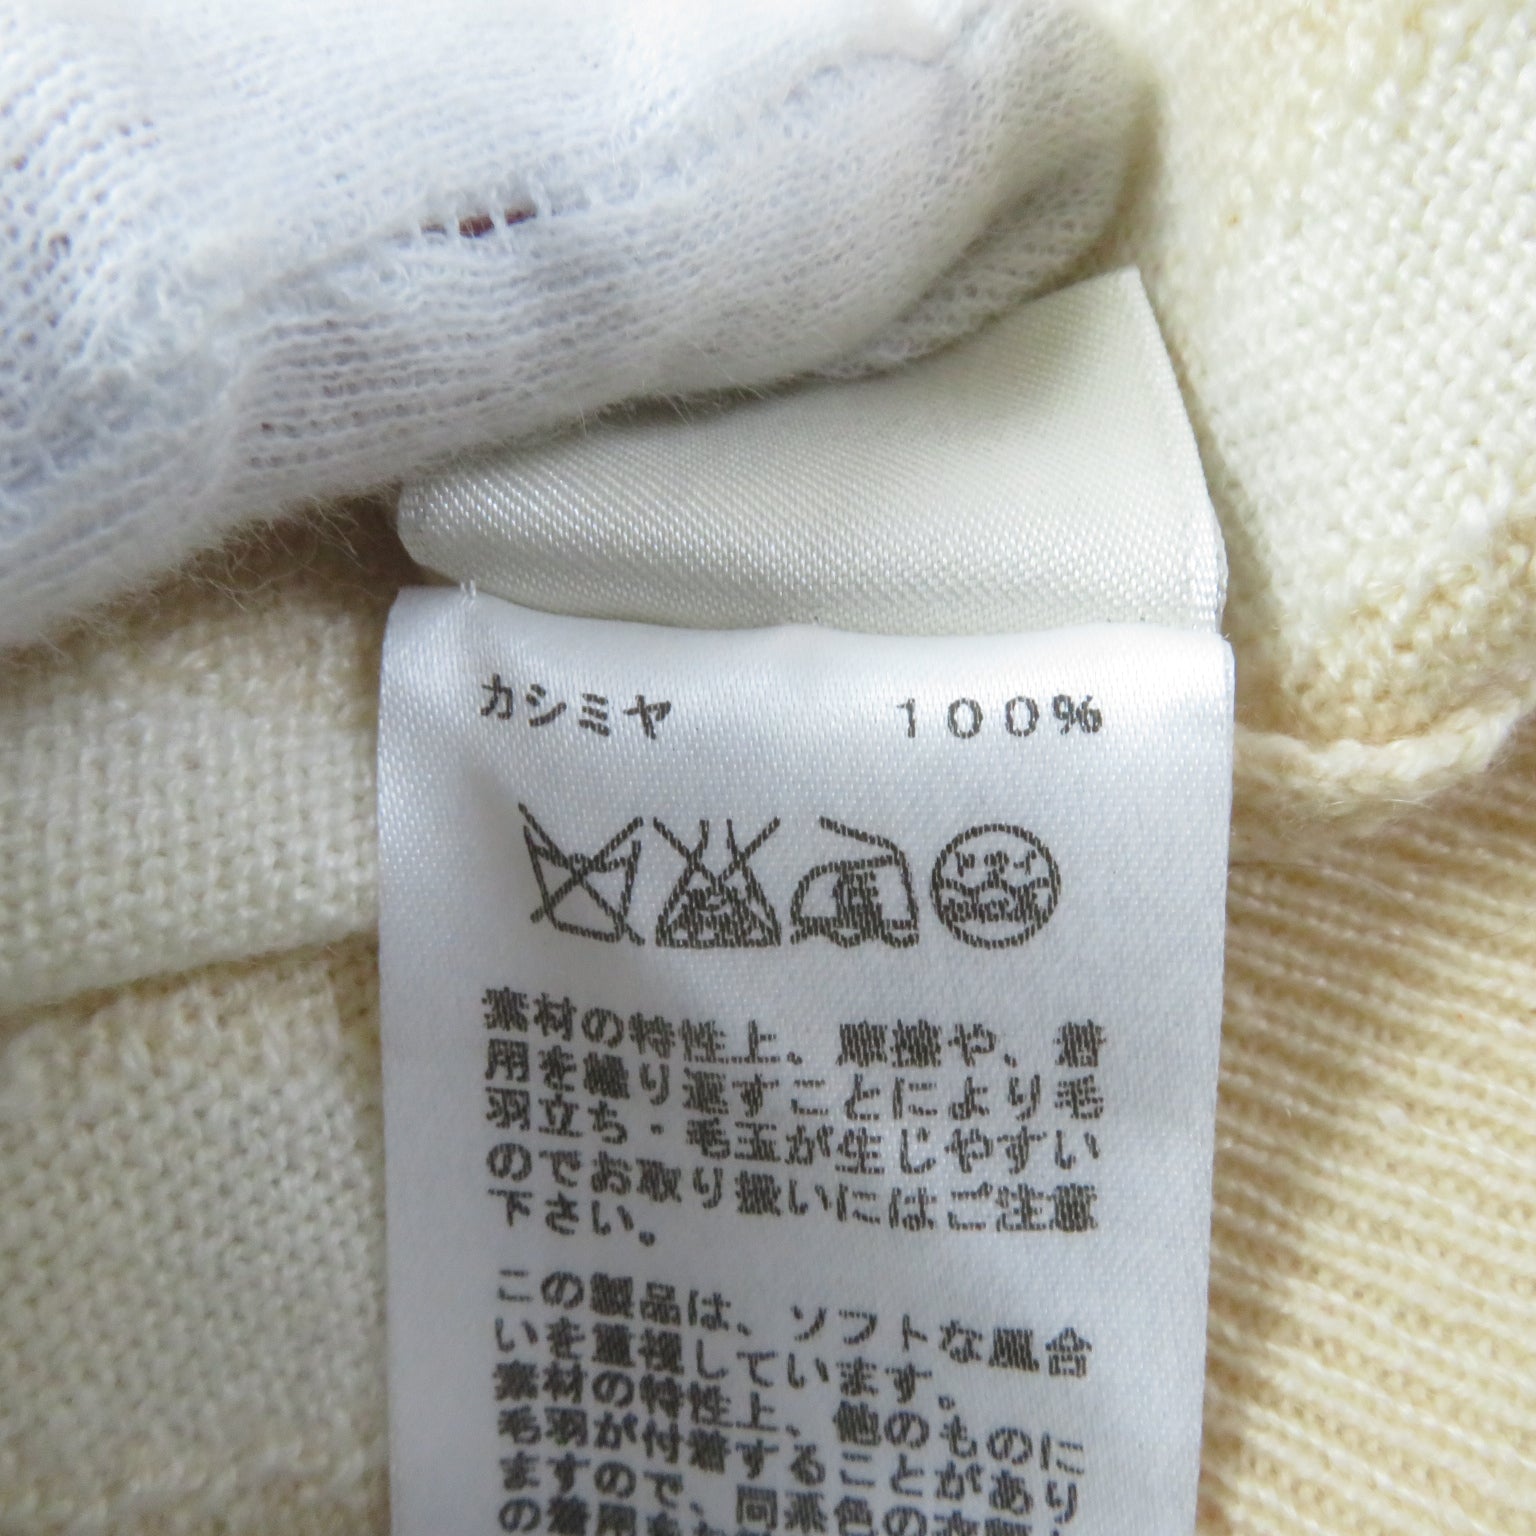 カシミヤ 100%
素材の特性上、摩擦や、着
用を繰り返すことにより毛
羽立ち・毛玉が生じやすい
のでお取り扱いにはご注意
下さい。
この製品は、ソフトな風合
いを重視しています。
素材の特性上、他のものに
毛羽が付着することがあり
ますので、同系色の
の着用を